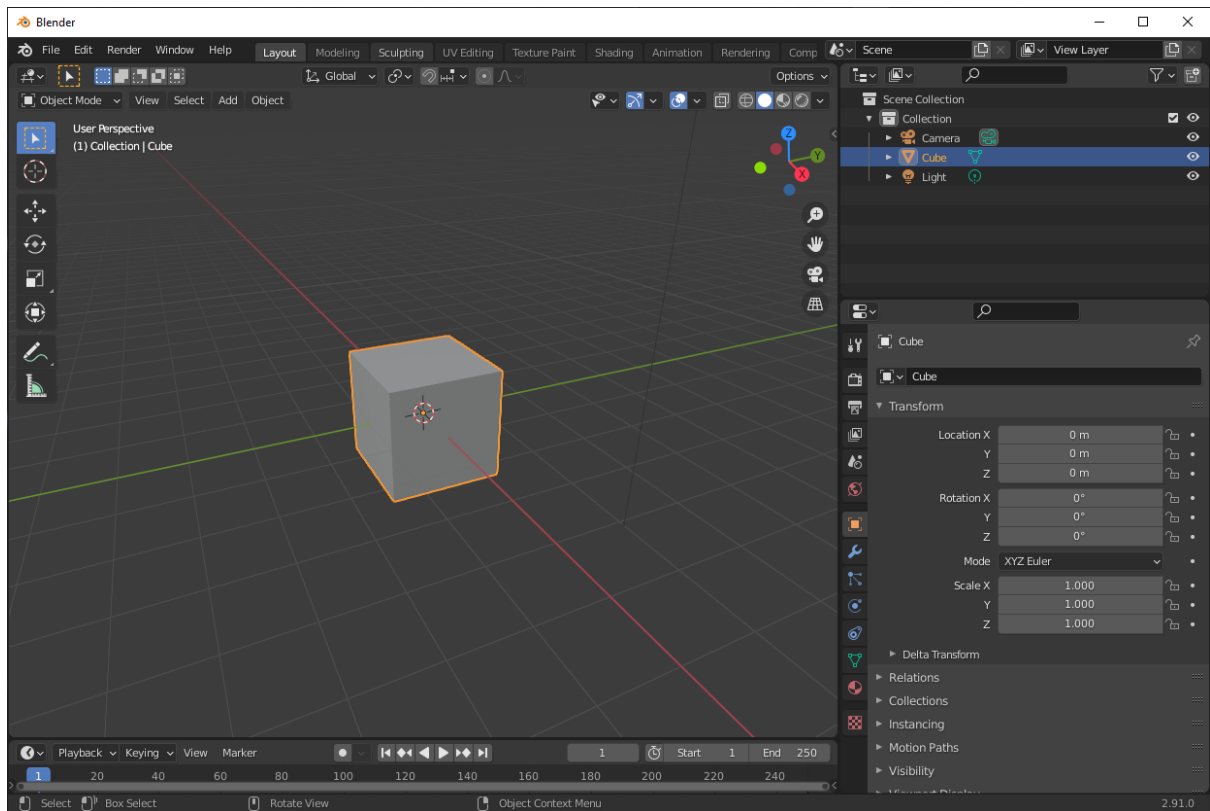 Blender
File Edit Render Window Help Layout Modeling Sculpting UV Editing Texture Paint Shading Animation Rendering Comp Scene View Layer
Global Options
Object Mode View Select Add Object
User Perspective
(1) Collection | Cube
Z
Y
X
Scene Collection
Collection
Camera
Cube
Light
Cube
Cube
Transform
Location X 0 m
Y 0 m
Z 0 m
Rotation X 0°
Y 0°
Z 0°
Mode XYZ Euler
Scale X 1.000
Y 1.000
Z 1.000
Delta Transform
Relations
Collections
Instancing
Motion Paths
Visibility
Viewport Display
Playback Keying View Marker 1 Start 1 End 250
1 20 40 60 80 100 120 140 160 180 200 220 240
Select Box Select Rotate View Object Context Menu 2.91.0